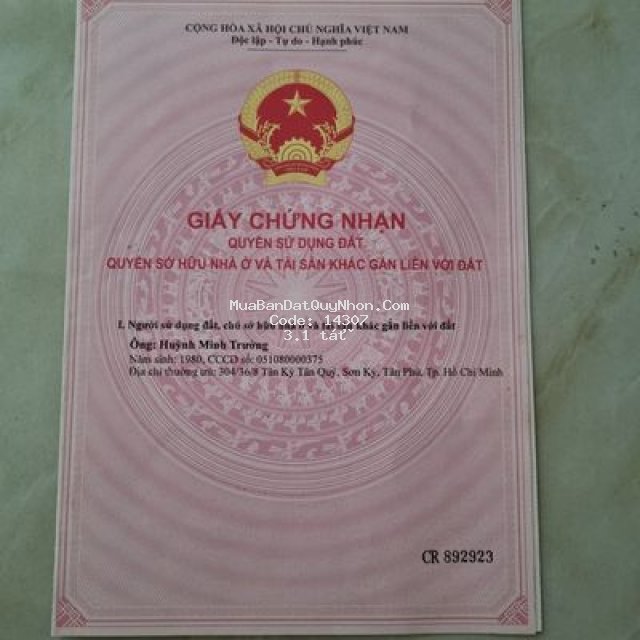 CỘNG HÒA XÃ HỘI CHỦ NGHĨA VIỆT NAM
Độc lập - Tự do - Hạnh phúc
GIẤY CHỨNG NHẬN
QUYỀN SỬ DỤNG ĐẤT
QUYỀN SỞ HỮU NHÀ Ở VÀ TÀI SẢN KHÁC GẮN LIỀN VỚI ĐẤT
MuaBanDatQuyNhon.Com
Code: 14307
3.1 tất
I. Người sử dụng đất, chủ sở hữu khác gắn liền với đất
Ông: Huỳnh Minh Trường
Năm sinh: 1980, CCCD số: 051080000375
Địa chỉ thường trú: 304/36/8 Tân Kỳ Tân Quý, Sơn Kỳ, Tân Phú, Tp. Hồ Chí Minh
CR 892923